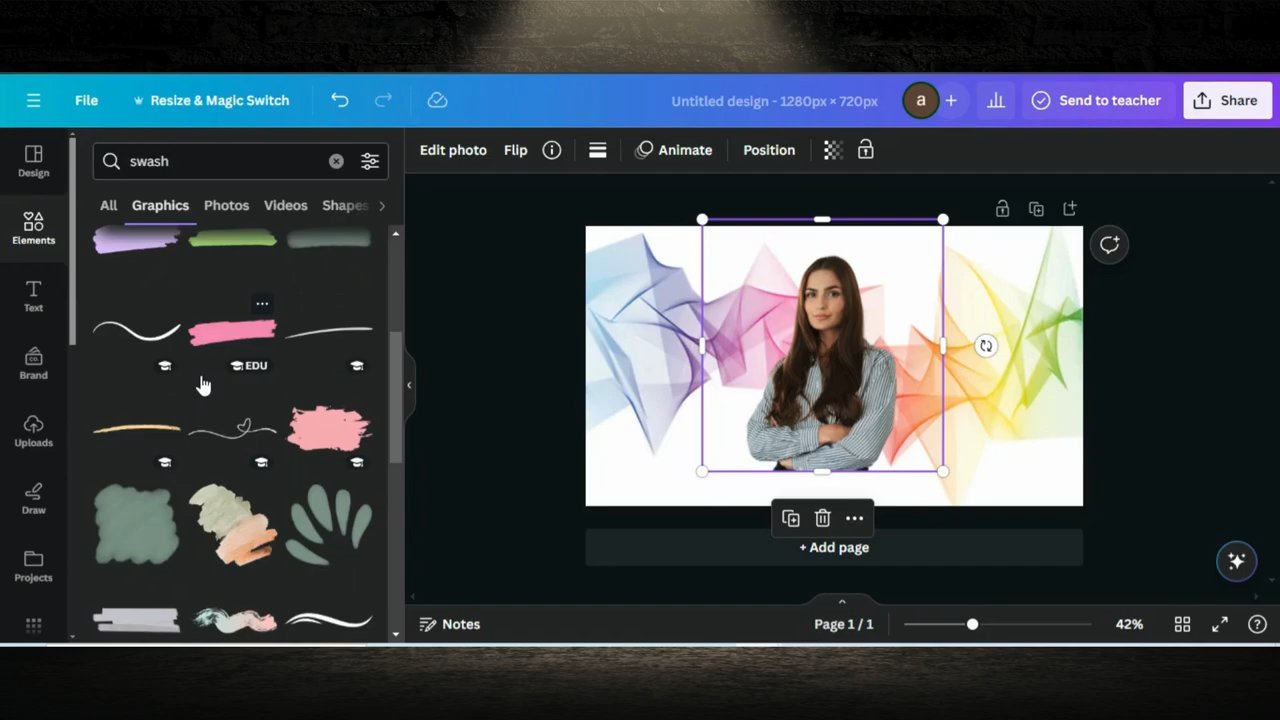 File
Resize & Magic Switch
Untitled design - 1280px × 720px
a
Send to teacher
Share
Design
Elements
Text
Brand
Uploads
Draw
Projects
swash
All
Graphics
Photos
Videos
Shapes
EDU
Edit photo
Flip
Animate
Position
+ Add page
Notes
Page 1 / 1
42%